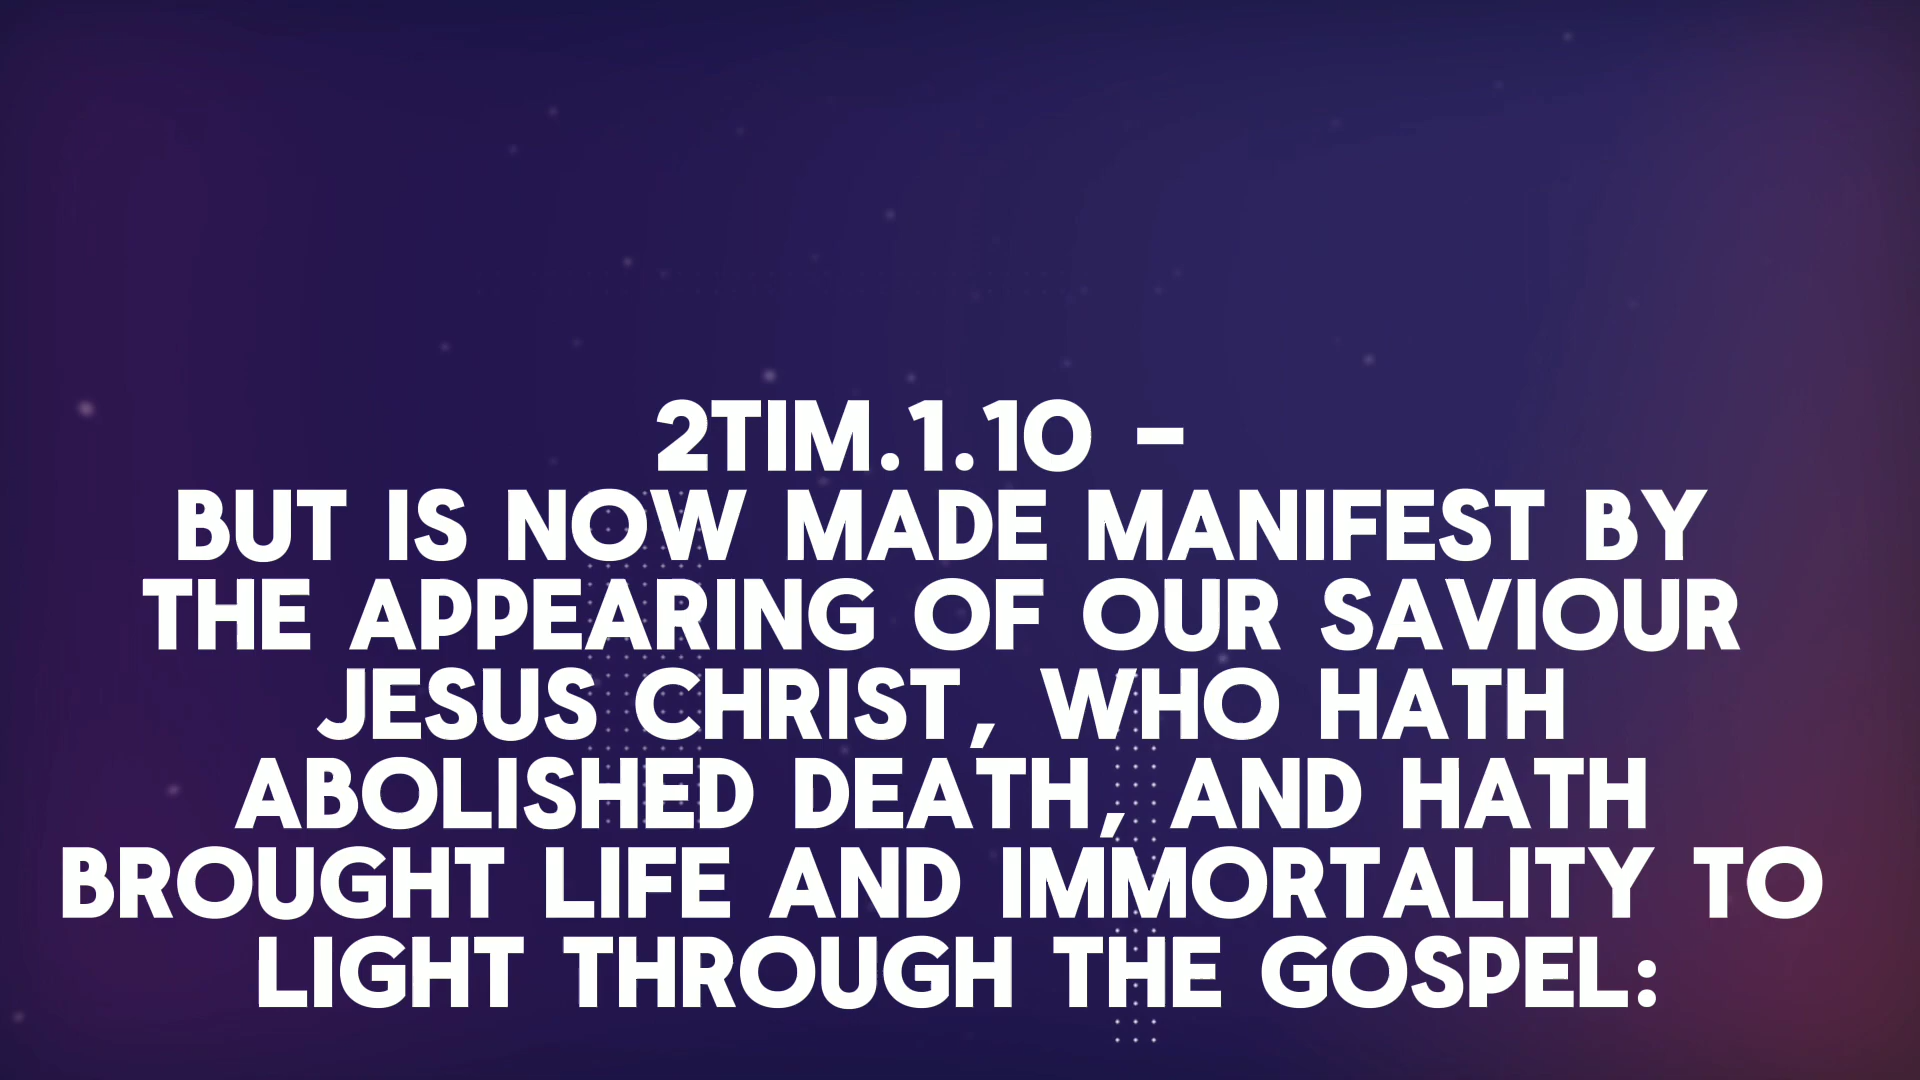 2TIM.1.10 –
BUT IS NOW MADE MANIFEST BY
THE APPEARING OF OUR SAVIOUR
JESUS CHRIST, WHO HATH
ABOLISHED DEATH, AND HATH
BROUGHT LIFE AND IMMORTALITY TO
LIGHT THROUGH THE GOSPEL: